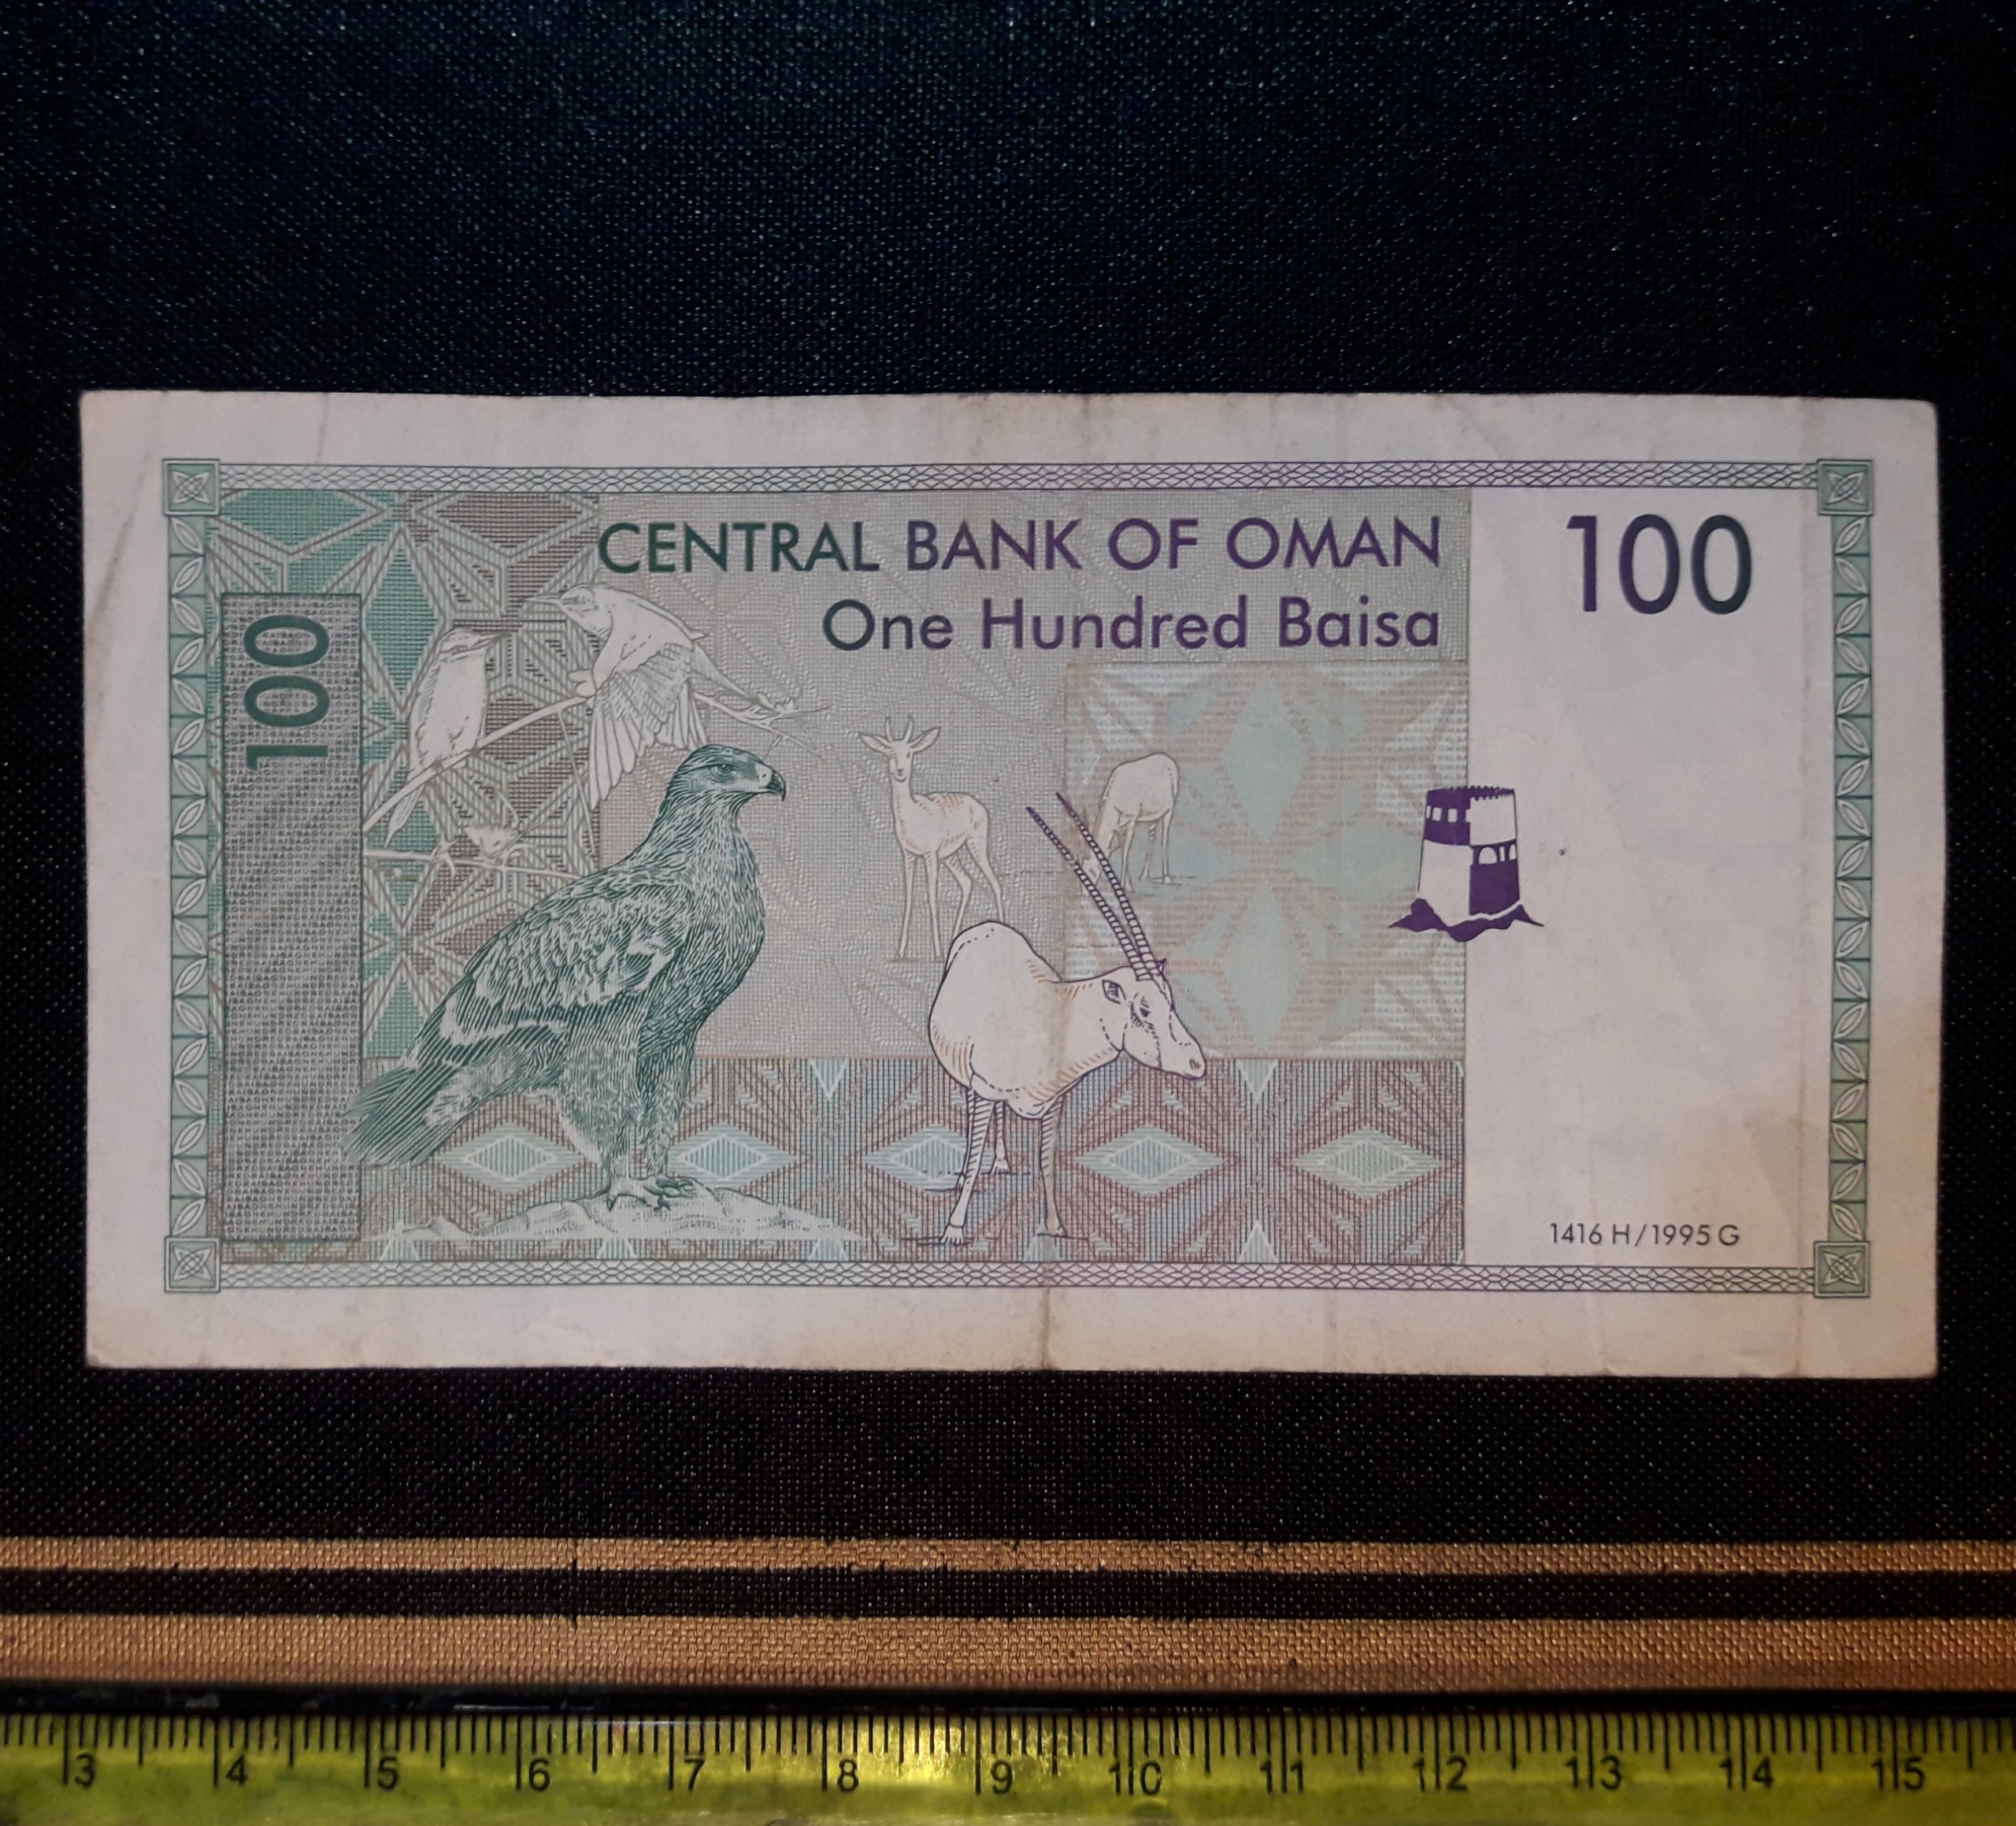 CENTRAL BANK OF OMAN
One Hundred Baisa
100
100
1416 H/1995 G
3 4 5 6 7 8 9 10 11 12 13 14 15